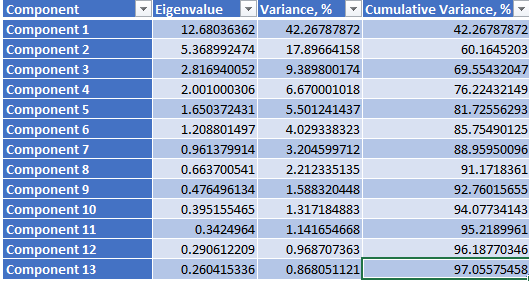 Component Eigenvalue Variance, % Cumulative Variance, %
Component 1 12.68036362 42.26787872 42.26787872
Component 2 5.368992474 17.89664158 60.1645203
Component 3 2.816940052 9.389800174 69.55432047
Component 4 2.001000306 6.670001018 76.22432149
Component 5 1.650372431 5.501241437 81.72556293
Component 6 1.208801497 4.029338323 85.75490125
Component 7 0.961379914 3.204599712 88.95950096
Component 8 0.663700541 2.212335135 91.1718361
Component 9 0.476496134 1.588320448 92.76015655
Component 10 0.395155465 1.317184883 94.07734143
Component 11 0.3424964 1.141654668 95.2189961
Component 12 0.290612209 0.968707363 96.18770346
Component 13 0.260415336 0.868051121 97.05575458